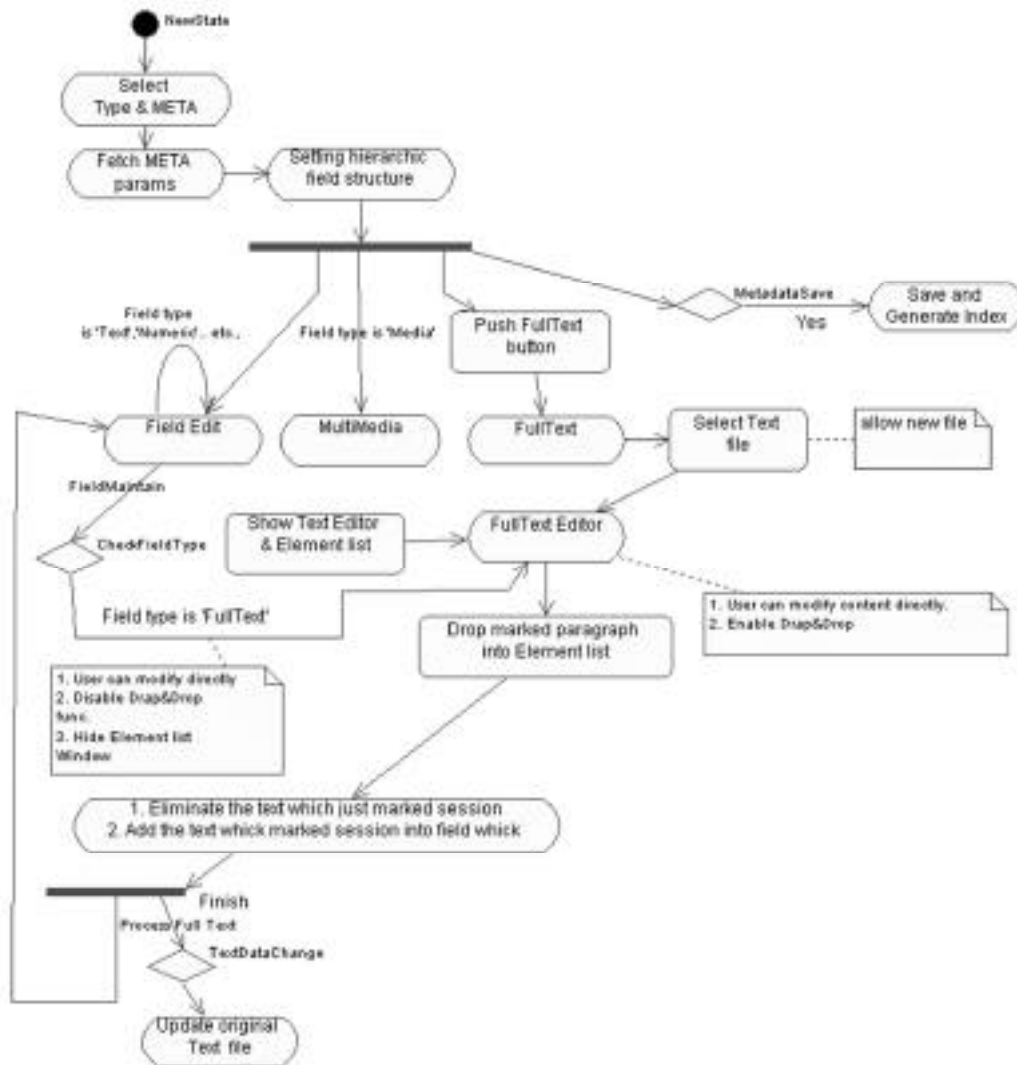 NewState
Select
Type & META
Fetch META
params
Setting hierarchic
field structure
Field type
is 'Text','Numeric'.. ets.,
Field type is 'Media'
Push FullText
button
MetadataSave
Yes
Save and
Generate Index
Field Edit
MultiMedia
FullText
Select Text
file
allow new file
FieldMaintain
CheckFieldType
Show Text Editor
& Element list
FullText Editor
Field type is 'FullText'
1. User can modify content directly.
2. Enable Drap&Drop
Drop marked paragraph
into Element list
1. User can modify directly
2. Disable Drap&Drop
func.
3. Hide Element list
Window
1. Eliminate the text which just marked session
2. Add the text whick marked session into field whick
Finish
Process Full Text
TextDataChange
Update original
Text file